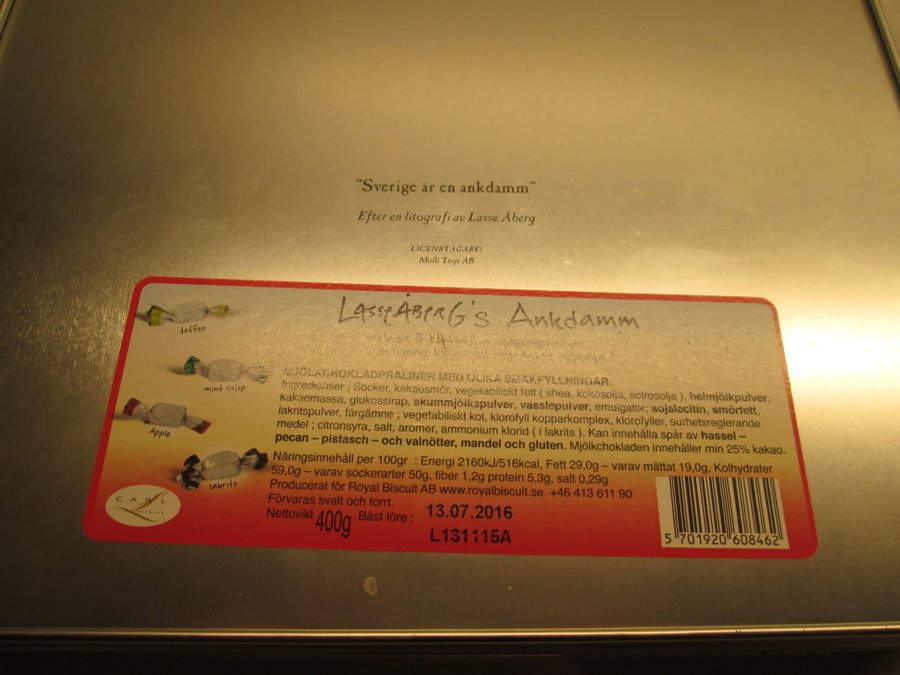 "Sverige är en ankdamm"
Efter en litografi av Lasse Åberg
LICENSTAGARE:
Molli Toys AB
LASSE ÅBERG'S Ankdamm
toffee
mint crisp
äpple
lakrits
CARL
MJÖLKCHOKLADPRALINER MED OLIKA SMAKFYLLNINGAR.
Ingredienser ; Socker, kakaosmör, vegetabiliskt fett ( shea, kokosolja, solrosolja ), helmjölkpulver,
kakaomassa, glukossirap, skummjölkspulver, vasslepulver, emulgator; sojalecitin, smörfett,
lakritspulver, färgämne ; vegetabiliskt kol, klorofyll kopparkomplex, klorofyller, surhetsreglerande
medel ; citronsyra, salt, aromer, ammonium klorid ( i lakrits ). Kan innehålla spår av hassel –
pecan – pistasch – och valnötter, mandel och gluten. Mjölkchokladen innehåller min 25% kakao.
Näringsinnehåll per 100gr : Energi 2160kJ/516kcal, Fett 29,0g – varav mättat 19,0g, Kolhydrater
59,0g – varav sockerarter 50g, fiber 1,2g protein 5,3g, salt 0,29g
Producerat för Royal Biscuit AB www.royalbiscuit.se +46 413 611 90
Förvaras svalt och torrt.
Nettovikt 400g Bäst före : 13.07.2016
L131115A
5 701920 608462